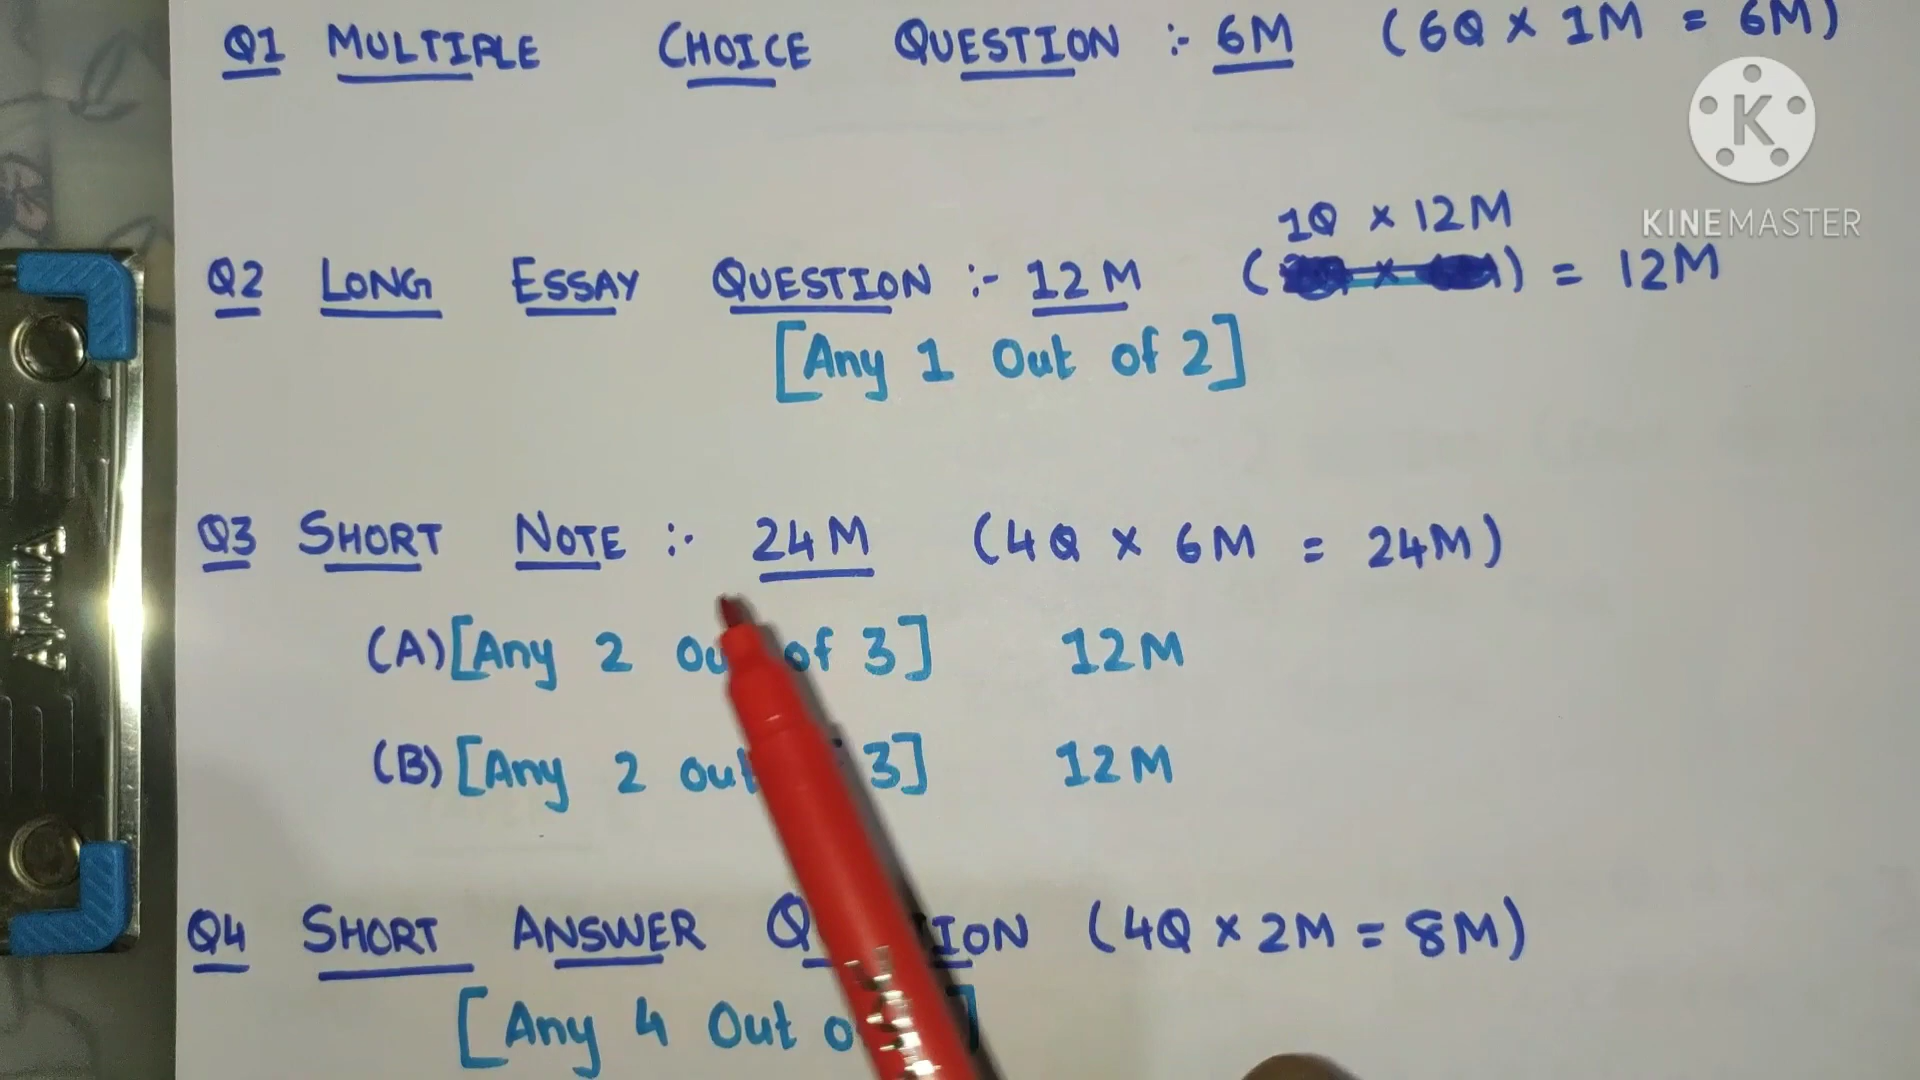 Q1 MULTIPLE CHOICE QUESTION :- 6M (6Q X 1M = 6M)
K
KINEMASTER
1Q X 12M
Q2 LONG ESSAY QUESTION :- 12M ( ) = 12M
[Any 1 Out of 2]
Q3 SHORT NOTE :- 24M (4Q X 6M = 24M)
(A) [Any 2 of 3] 12M
(B) [Any 2 3] 12M
Q4 SHORT ANSWER (4Q X 2M = 8M)
[Any 4 Out ]
AJANTA